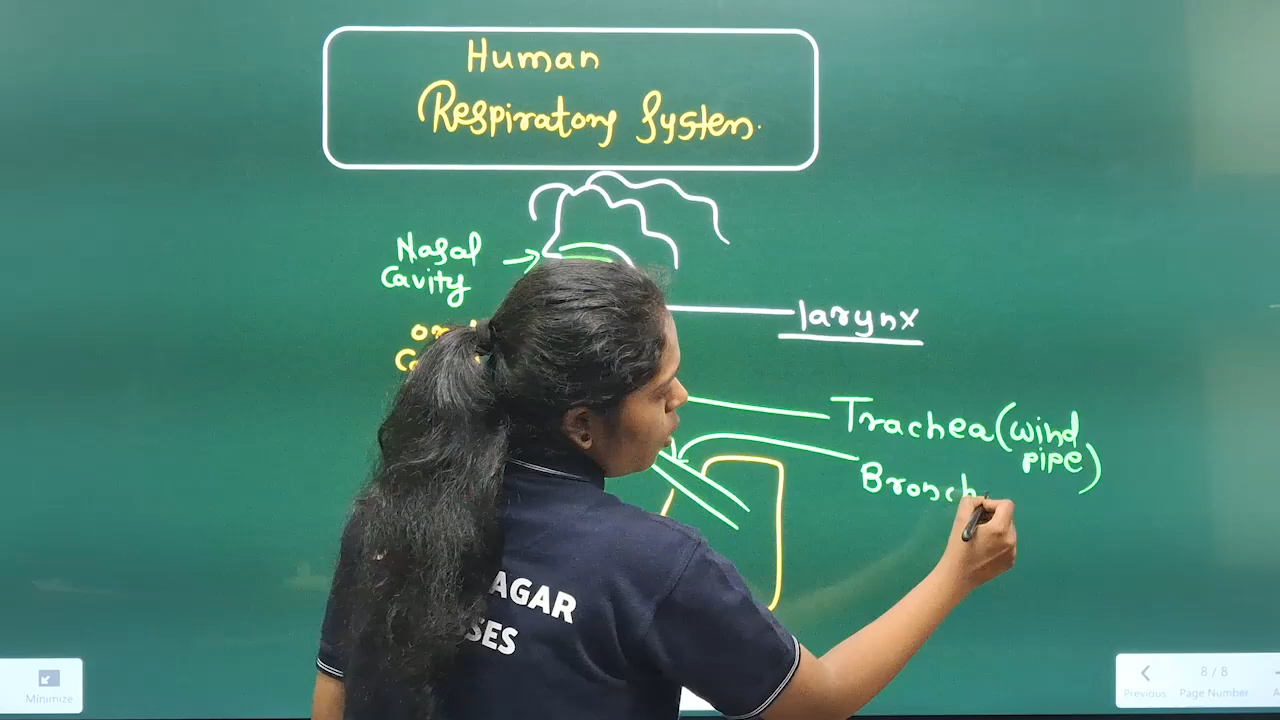 Human
Respiratory System.
Nasal
Cavity
larynx
Trachea (wind
pipe)
Bronch
AGAR
SES
Minimize
Previous
8 / 8
Page Number